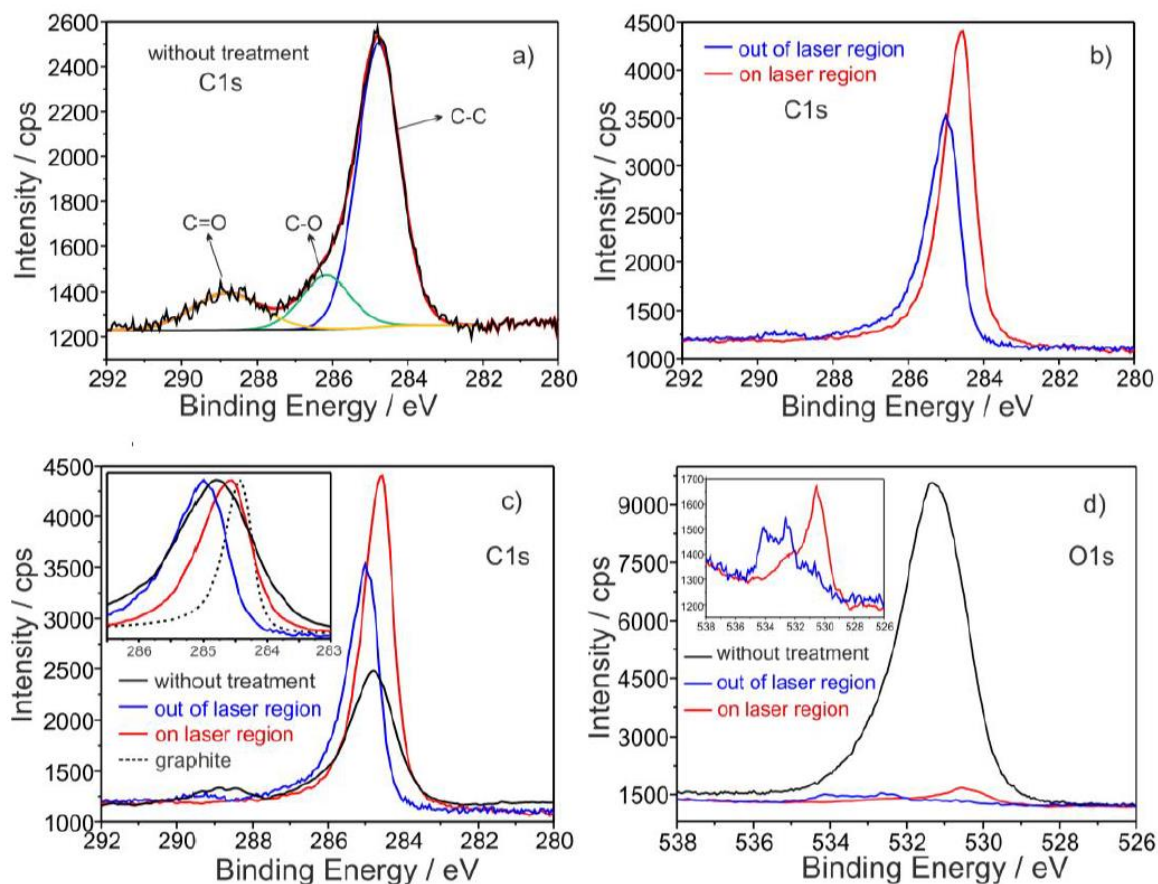 2600
2400
2200
2000
1800
1600
1400
1200
Intensity / cps
without treatment
C1s
a)
C-C
C=O
C-O
292 290 288 286 284 282 280
Binding Energy / eV
4500
4000
3500
3000
2500
2000
1500
1000
Intensity / cps
out of laser region
on laser region
C1s
b)
292 290 288 286 284 282 280
Binding Energy / eV
4500
4000
3500
3000
2500
2000
1500
1000
Intensity / cps
286 285 284 283
c)
C1s
without treatment
out of laser region
on laser region
graphite
292 290 288 286 284 282 280
Binding Energy / eV
9000
7500
6000
4500
3000
1500
Intensity / cps
1700
1600
1500
1400
1300
1200
538 536 534 532 530 528 526
d)
O1s
without treatment
out of laser region
on laser region
538 536 534 532 530 528 526
Binding Energy / eV